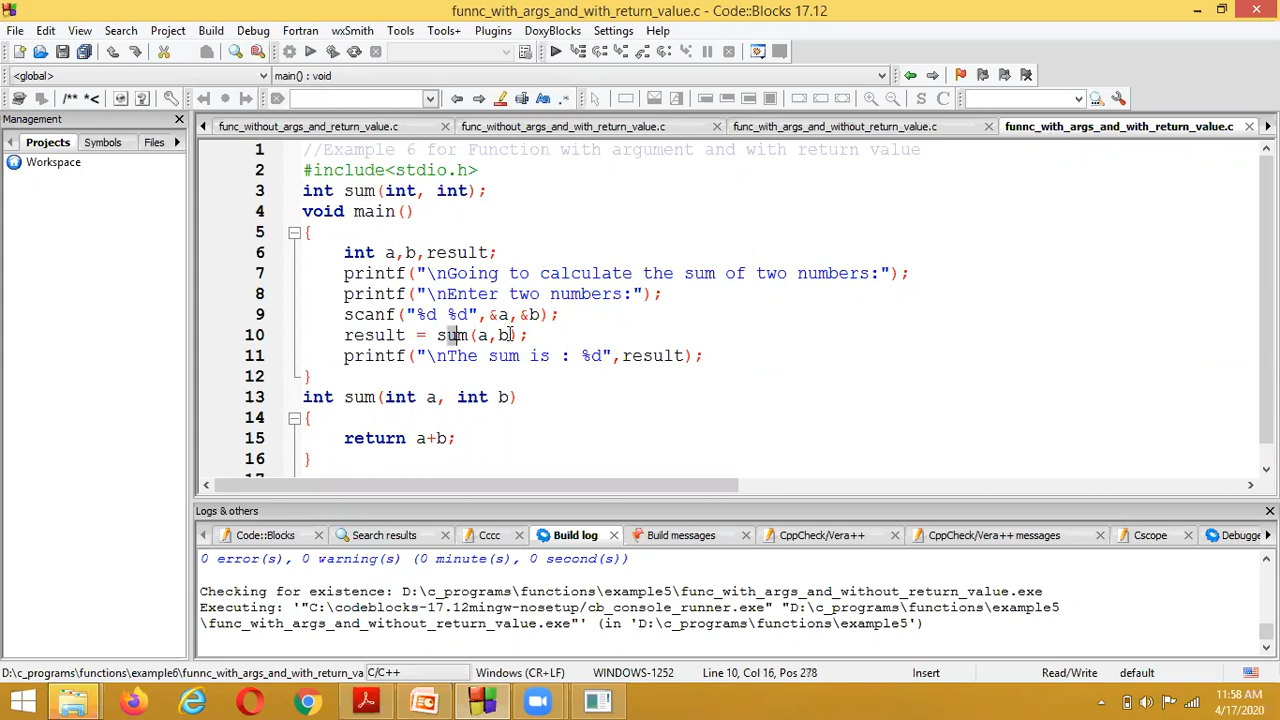 funnc_with_args_and_with_return_value.c - Code::Blocks 17.12
File Edit View Search Project Build Debug Fortran wxSmith Tools Tools+ Plugins DoxyBlocks Settings Help
<global> main() : void
/** *< S C
Management
Projects Symbols Files
Workspace
func_without_args_and_return_value.c func_without_args_and_return_value.c func_without_args_and_return_value.c funnc_with_args_and_with_return_value.c
1 //Example 6 for Function with argument and with return value
2 #include<stdio.h>
3 int sum(int, int);
4 void main()
5 {
6 int a,b,result;
7 printf("\nGoing to calculate the sum of two numbers:");
8 printf("\nEnter two numbers:");
9 scanf("%d %d",&a,&b);
10 result = sum(a,b);
11 printf("\nThe sum is : %d",result);
12 }
13 int sum(int a, int b)
14 {
15 return a+b;
16 }
Logs & others
Code::Blocks Search results Cccc Build log Build messages CppCheck/Vera++ CppCheck/Vera++ messages Cscope Debugge
0 error(s), 0 warning(s) (0 minute(s), 0 second(s))
Checking for existence: D:\c_programs\functions\example5\func_with_args_and_without_return_value.exe
Executing: '"C:\codeblocks-17.12mingw-nosetup/cb_console_runner.exe" "D:\c_programs\functions\example5
\func_with_args_and_without_return_value.exe"' (in 'D:\c_programs\functions\example5')
D:\c_programs\functions\example6\funnc_with_args_and_with_return_va C/C++ Windows (CR+LF) WINDOWS-1252 Line 10, Col 16, Pos 278 Insert Read/Write default
11:58 AM
4/17/2020